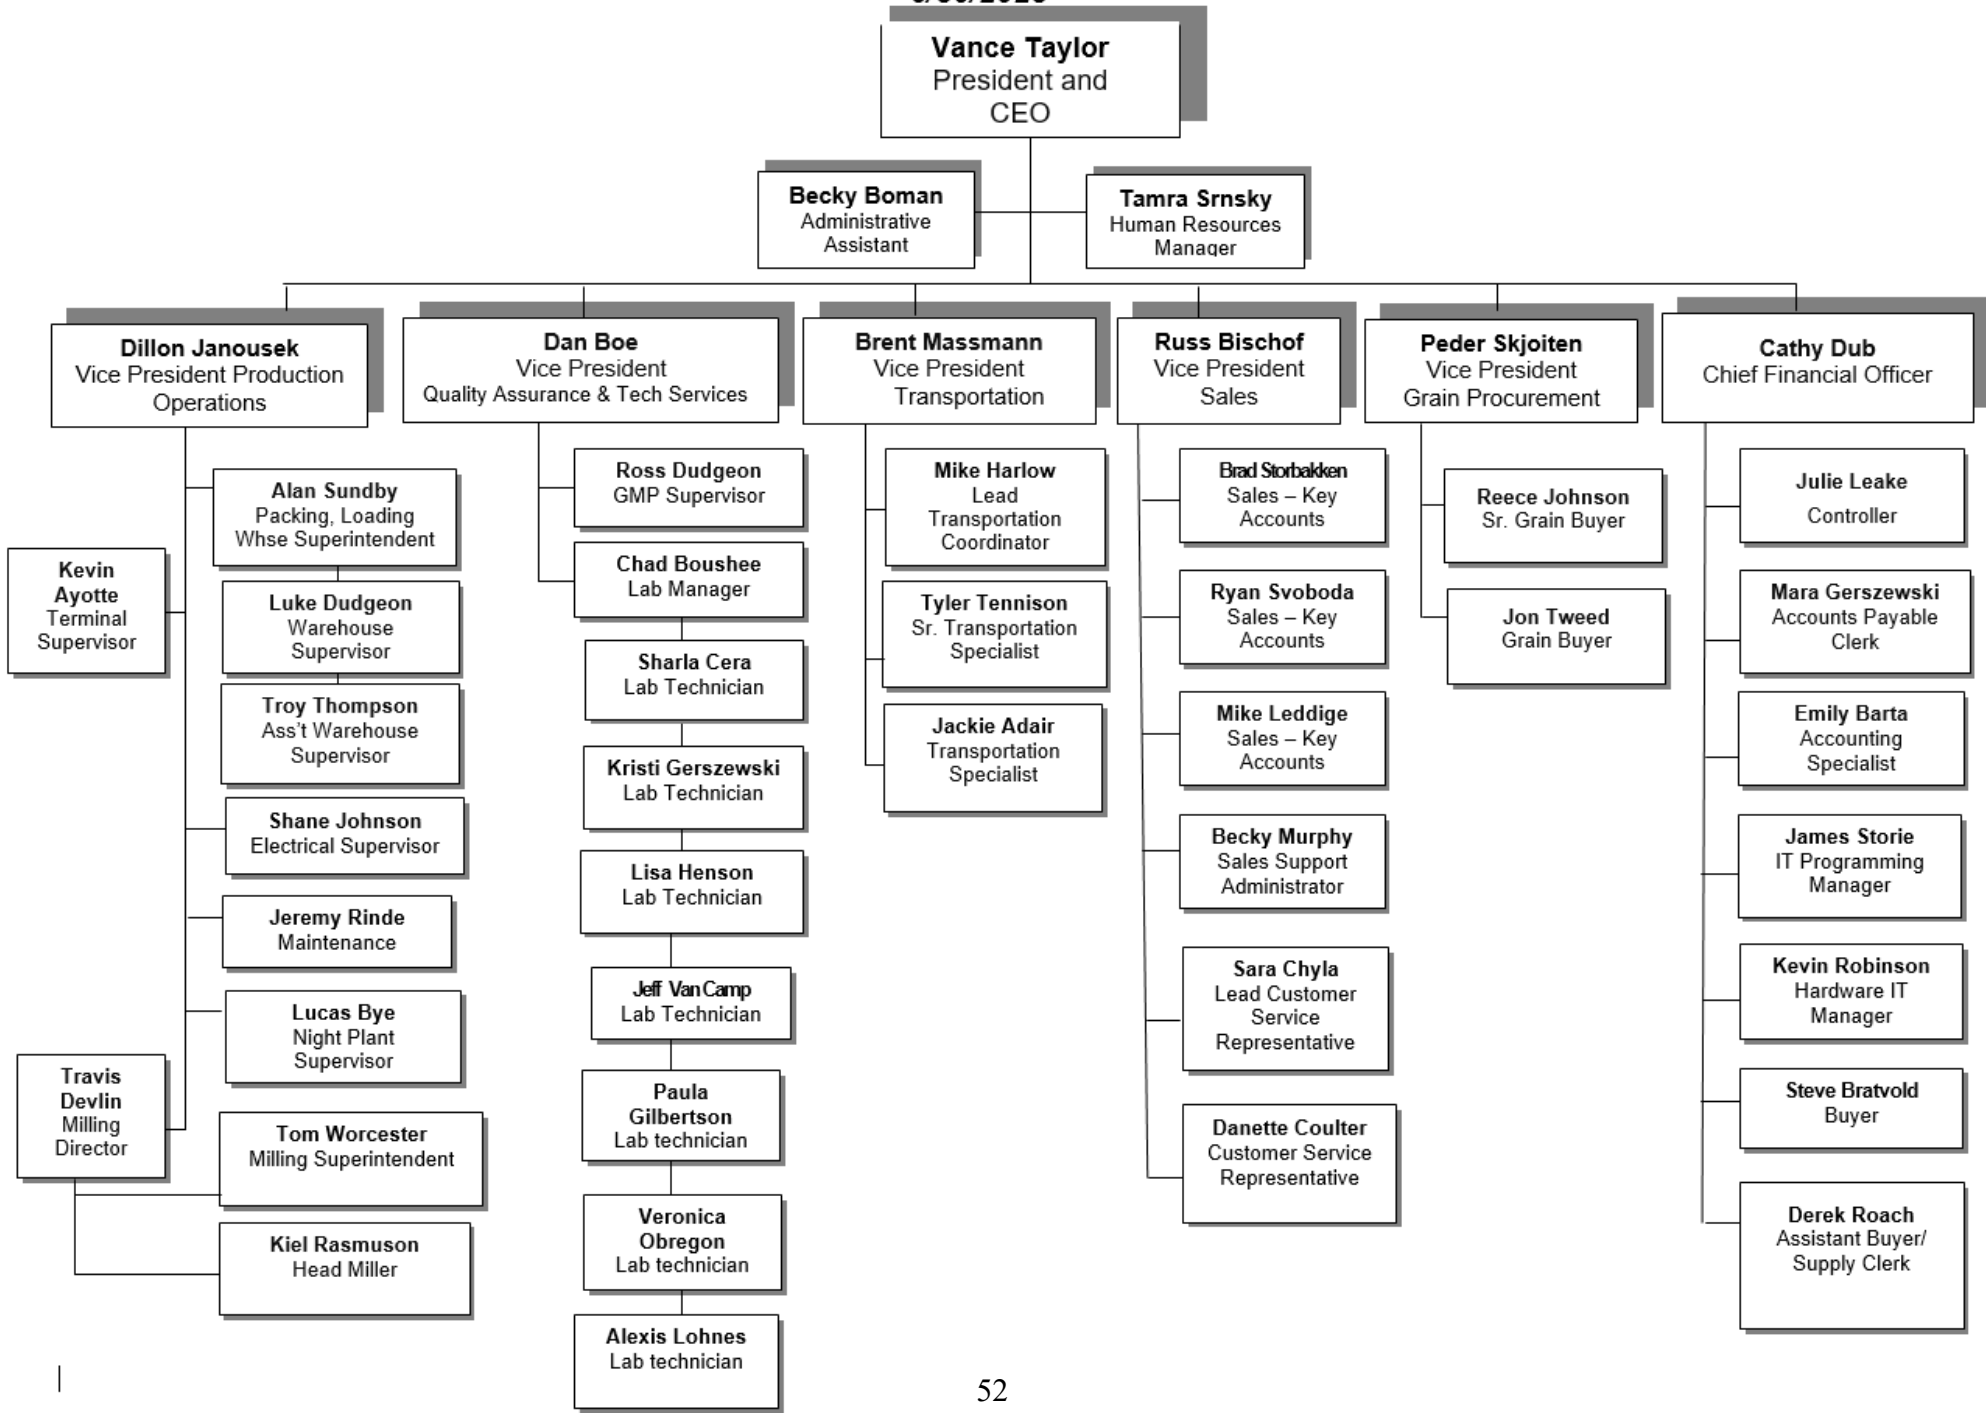 Vance Taylor
President and
CEO
Becky Boman
Administrative
Assistant
Tamra Srnsky
Human Resources
Manager
Dillon Janousek
Vice President Production
Operations
Kevin
Ayotte
Terminal
Supervisor
Alan Sundby
Packing, Loading
Whse Superintendent
Luke Dudgeon
Warehouse
Supervisor
Troy Thompson
Ass't Warehouse
Supervisor
Shane Johnson
Electrical Supervisor
Jeremy Rinde
Maintenance
Lucas Bye
Night Plant
Supervisor
Travis
Devlin
Milling
Director
Tom Worcester
Milling Superintendent
Kiel Rasmuson
Head Miller
Dan Boe
Vice President
Quality Assurance & Tech Services
Ross Dudgeon
GMP Supervisor
Chad Boushee
Lab Manager
Sharla Cera
Lab Technician
Kristi Gerszewski
Lab Technician
Lisa Henson
Lab Technician
Jeff Van Camp
Lab Technician
Paula
Gilbertson
Lab technician
Veronica
Obregon
Lab technician
Alexis Lohnes
Lab technician
Brent Massmann
Vice President
Transportation
Mike Harlow
Lead
Transportation
Coordinator
Tyler Tennison
Sr. Transportation
Specialist
Jackie Adair
Transportation
Specialist
Russ Bischof
Vice President
Sales
Brad Storbakken
Sales – Key
Accounts
Ryan Svoboda
Sales – Key
Accounts
Mike Leddige
Sales – Key
Accounts
Becky Murphy
Sales Support
Administrator
Sara Chyla
Lead Customer
Service
Representative
Danette Coulter
Customer Service
Representative
Peder Skjoiten
Vice President
Grain Procurement
Reece Johnson
Sr. Grain Buyer
Jon Tweed
Grain Buyer
Cathy Dub
Chief Financial Officer
Julie Leake
Controller
Mara Gerszewski
Accounts Payable
Clerk
Emily Barta
Accounting
Specialist
James Storie
IT Programming
Manager
Kevin Robinson
Hardware IT
Manager
Steve Bratvold
Buyer
Derek Roach
Assistant Buyer/
Supply Clerk
52